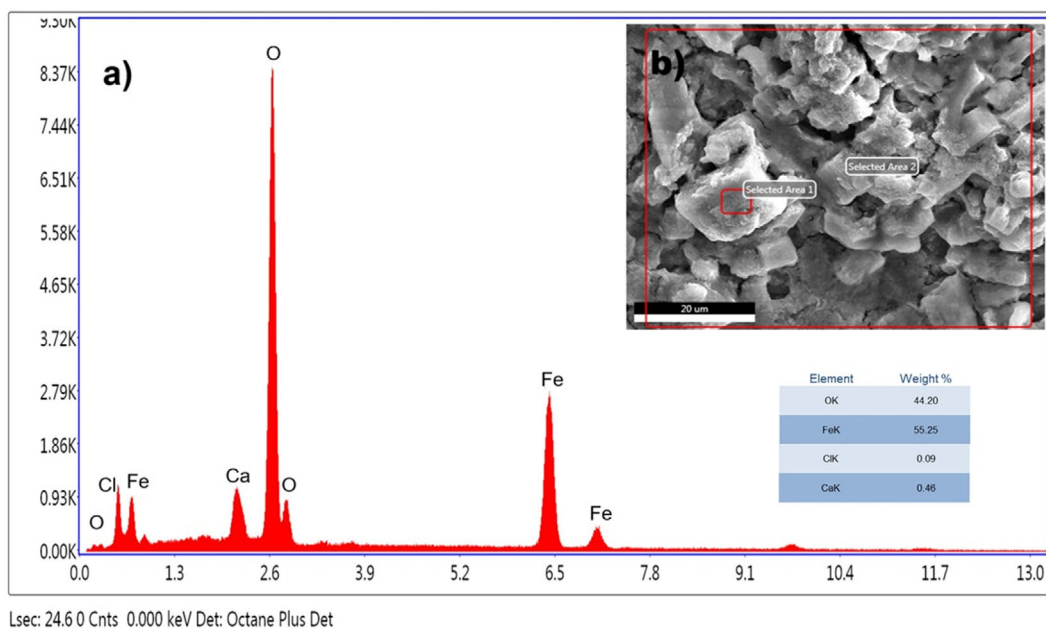 9.50K
8.37K
7.44K
6.51K
5.58K
4.65K
3.72K
2.79K
1.86K
0.93K
0.00K
a)
O
Cl
Fe
O
Ca
O
Fe
Fe
0.0 1.3 2.6 3.9 5.2 6.5 7.8 9.1 10.4 11.7 13.0
b)
Selected Area 2
Selected Area 1
20 um
Element Weight %
OK 44.20
FeK 55.25
ClK 0.09
CaK 0.46
Lsec: 24.6 0 Cnts 0.000 keV Det: Octane Plus Det